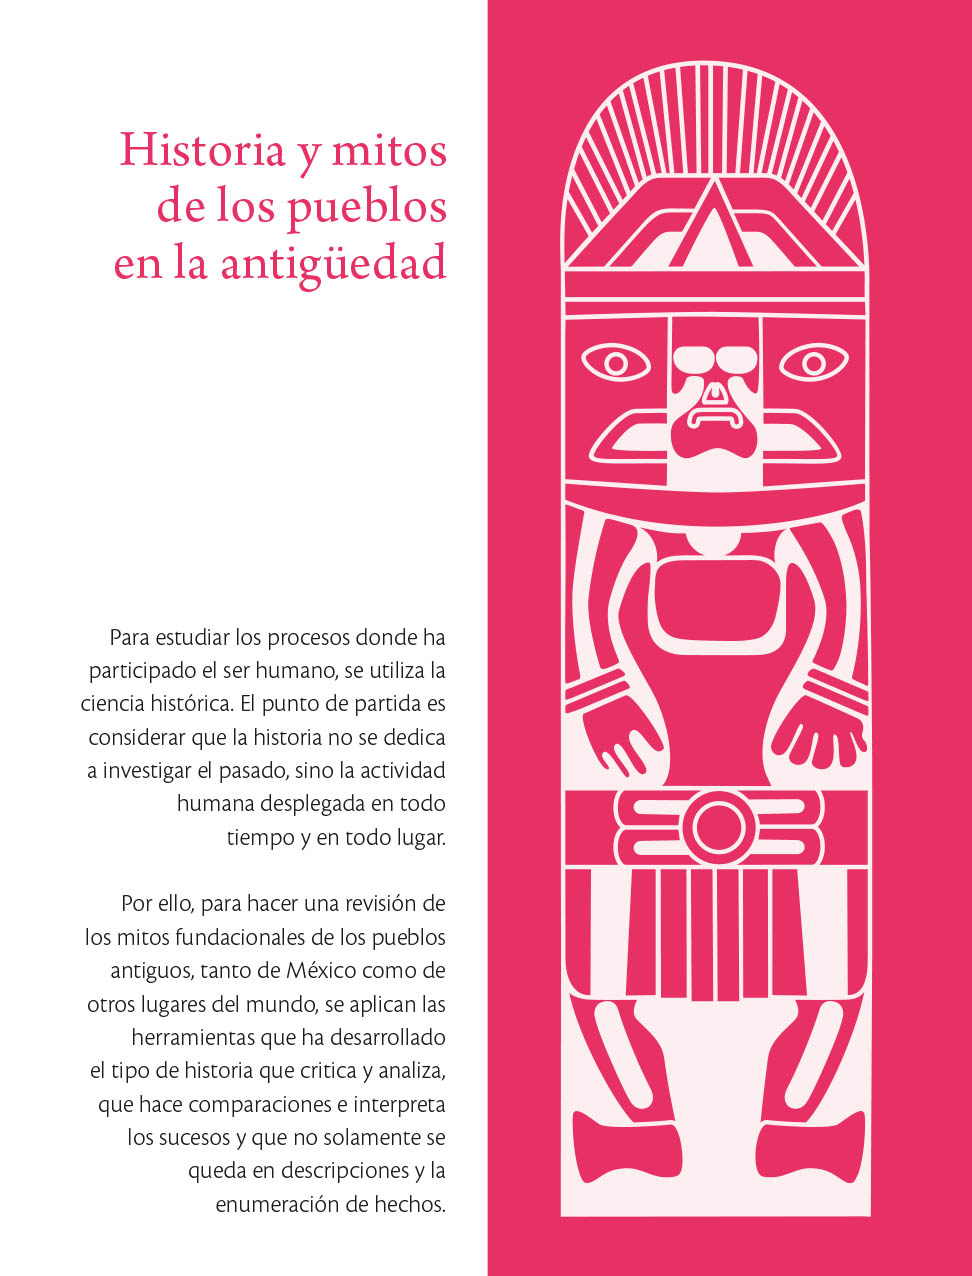 Historia y mitos
de los pueblos
en la antigüedad
Para estudiar los procesos donde ha
participado el ser humano, se utiliza la
ciencia histórica. El punto de partida es
considerar que la historia no se dedica
a investigar el pasado, sino la actividad
humana desplegada en todo
tiempo y en todo lugar.
Por ello, para hacer una revisión de
los mitos fundacionales de los pueblos
antiguos, tanto de México como de
otros lugares del mundo, se aplican las
herramientas que ha desarrollado
el tipo de historia que critica y analiza,
que hace comparaciones e interpreta
los sucesos y que no solamente se
queda en descripciones y la
enumeración de hechos.